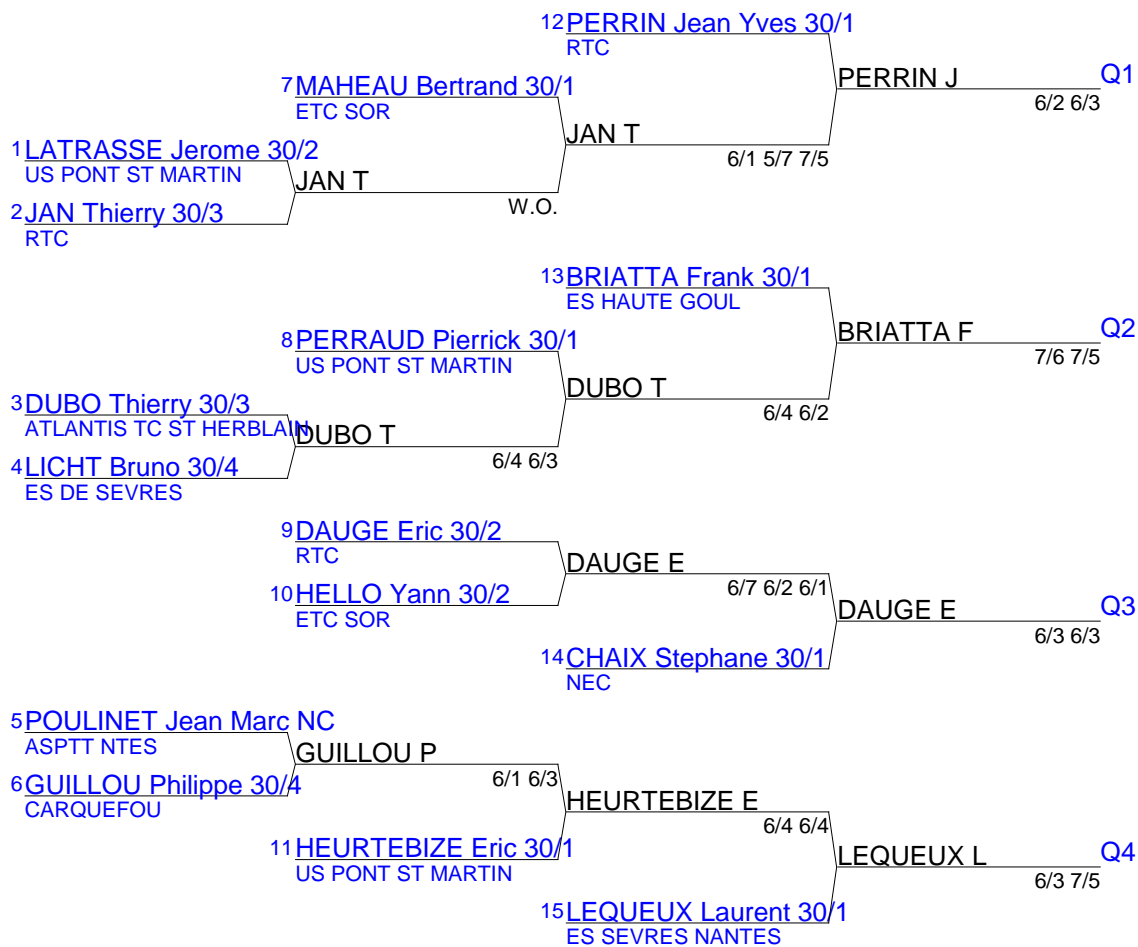 12 PERRIN Jean Yves 30/1
RTC
PERRIN J Q1
6/2 6/3
7 MAHEAU Bertrand 30/1
ETC SOR
JAN T
6/1 5/7 7/5
1 LATRASSE Jerome 30/2
US PONT ST MARTIN
JAN T
W.O.
2 JAN Thierry 30/3
RTC
13 BRIATTA Frank 30/1
ES HAUTE GOUL
BRIATTA F Q2
7/6 7/5
8 PERRAUD Pierrick 30/1
US PONT ST MARTIN
DUBO T
6/4 6/2
3 DUBO Thierry 30/3
ATLANTIS TC ST HERBLAIN
DUBO T
6/4 6/3
4 LICHT Bruno 30/4
ES DE SEVRES
9 DAUGE Eric 30/2
RTC
DAUGE E
6/7 6/2 6/1
10 HELLO Yann 30/2
ETC SOR
DAUGE E Q3
6/3 6/3
14 CHAIX Stephane 30/1
NEC
5 POULINET Jean Marc NC
ASPTT NTES
GUILLOU P
6/1 6/3
6 GUILLOU Philippe 30/4
CARQUEFOU
HEURTEBIZE E
6/4 6/4
11 HEURTEBIZE Eric 30/1
US PONT ST MARTIN
LEQUEUX L Q4
6/3 7/5
15 LEQUEUX Laurent 30/1
ES SEVRES NANTES